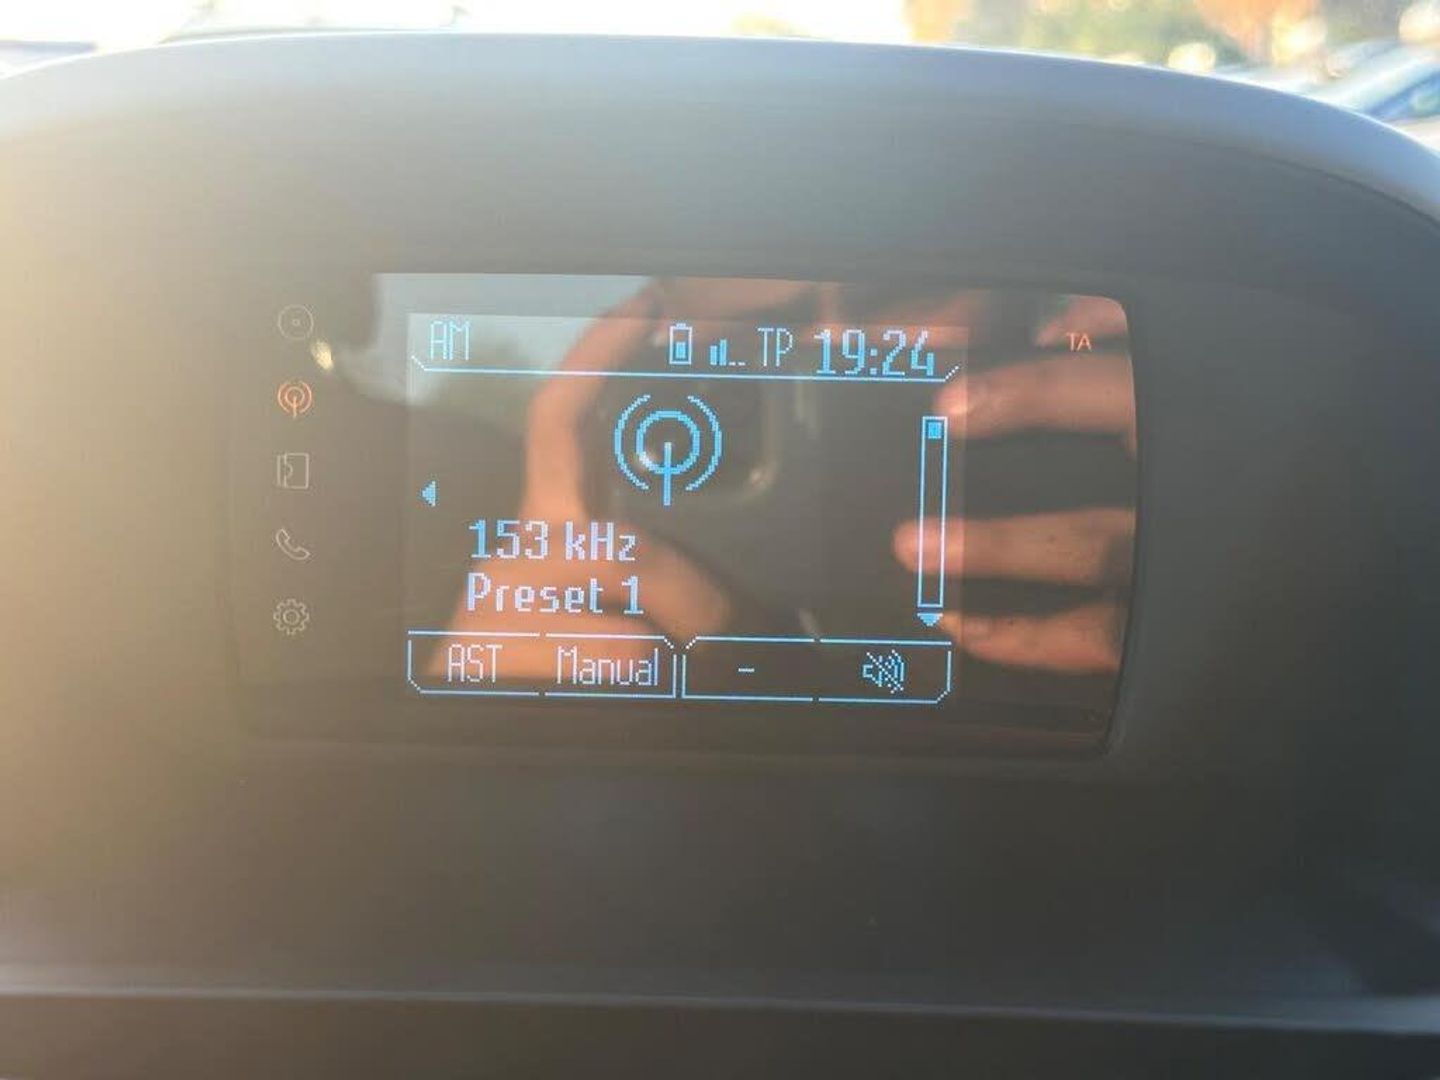 AM TP 19:24
TA
153 kHz
Preset 1
AST Manual -